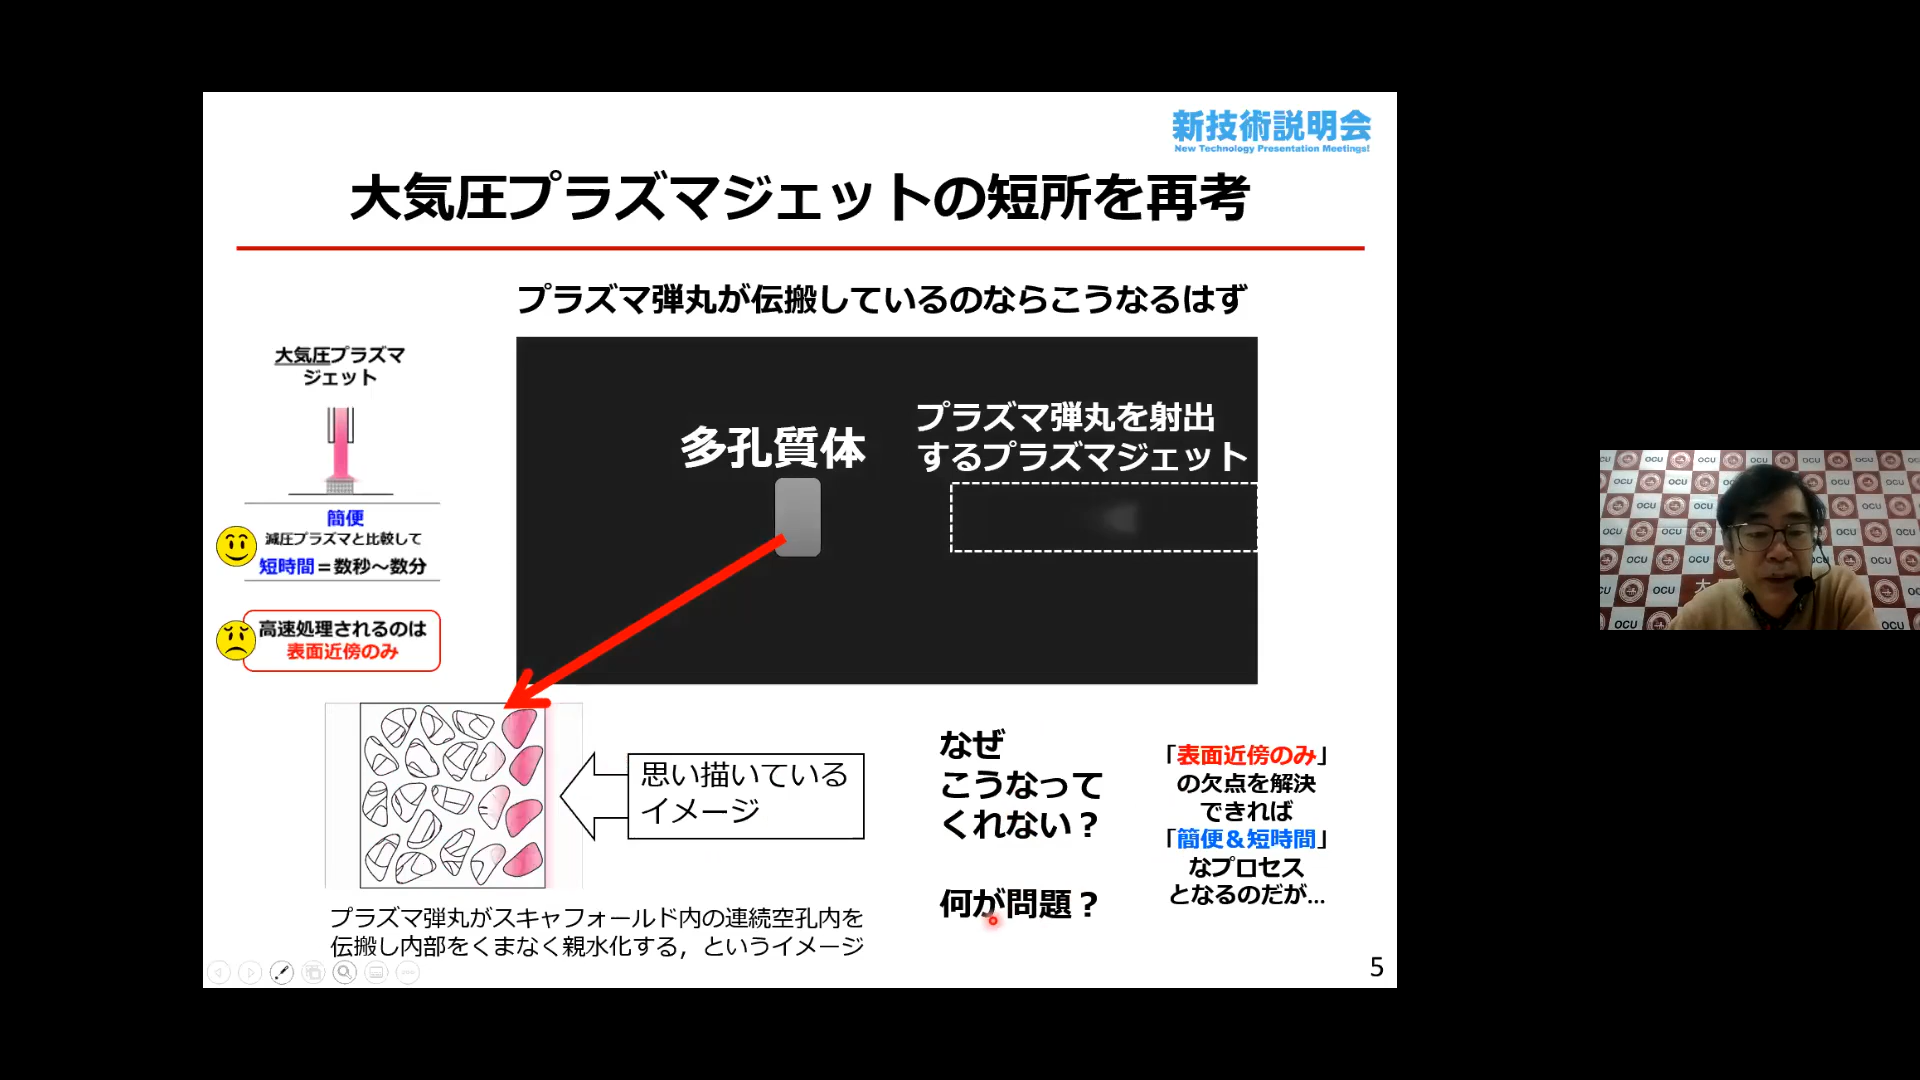 新技術説明会
New Technology Presentation Meetings!
大気圧プラズマジェットの短所を再考
プラズマ弾丸が伝搬しているのならこうなるはず
大気圧プラズマ
ジェット
簡便
減圧プラズマと比較して
短時間＝数秒～数分
高速処理されるのは
表面近傍のみ
多孔質体
プラズマ弾丸を射出
するプラズマジェット
思い描いている
イメージ
プラズマ弾丸がスキャフォールド内の連続空孔内を
伝搬し内部をくまなく親水化する，というイメージ
なぜ
こうなって
くれない？
何が問題？
「表面近傍のみ」
の欠点を解決
できれば
「簡便＆短時間」
なプロセス
となるのだが…
5
OCU